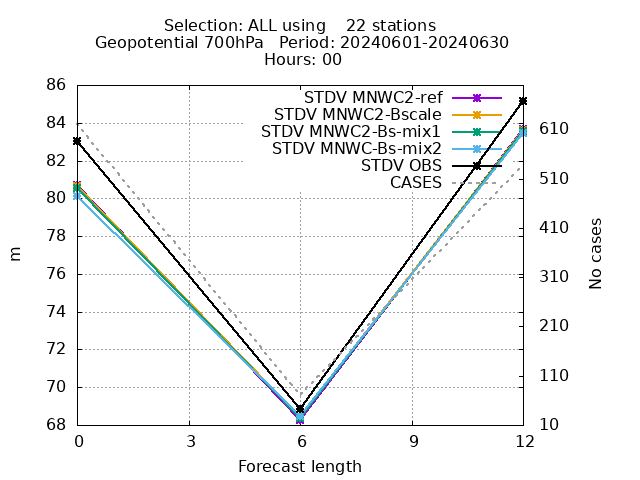 Selection: ALL using    22 stations
Geopotential 700hPa   Period: 20240601-20240630
Hours: 00
STDV MNWC2-ref
STDV MNWC2-Bscale
STDV MNWC2-Bs-mix1
STDV MNWC-Bs-mix2
STDV OBS
CASES
m
86
84
82
80
78
76
74
72
70
68
No cases
610
510
410
310
210
110
10
0 3 6 9 12
Forecast length